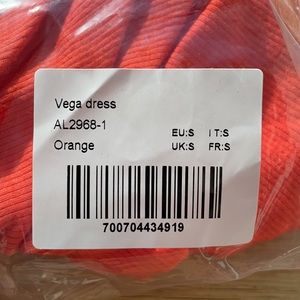 Vega dress
AL2968-1
Orange
EU:S IT:S
UK:S FR:S
700704434919